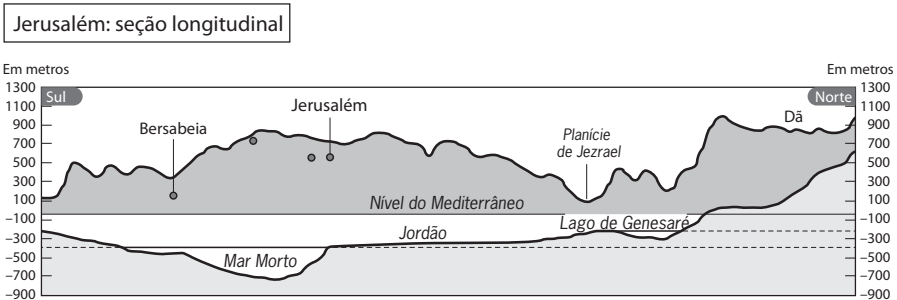 Jerusalém: seção longitudinal
Em metros
Em metros
1300
1100
900
700
500
300
100
–100
–300
–500
–700
–900
Sul
Norte
Bersabeia
Jerusalém
Planície
de Jezrael
Dã
Nível do Mediterrâneo
Lago de Genesaré
Jordão
Mar Morto
1300
1100
900
700
500
300
100
–100
–300
–500
–700
–900